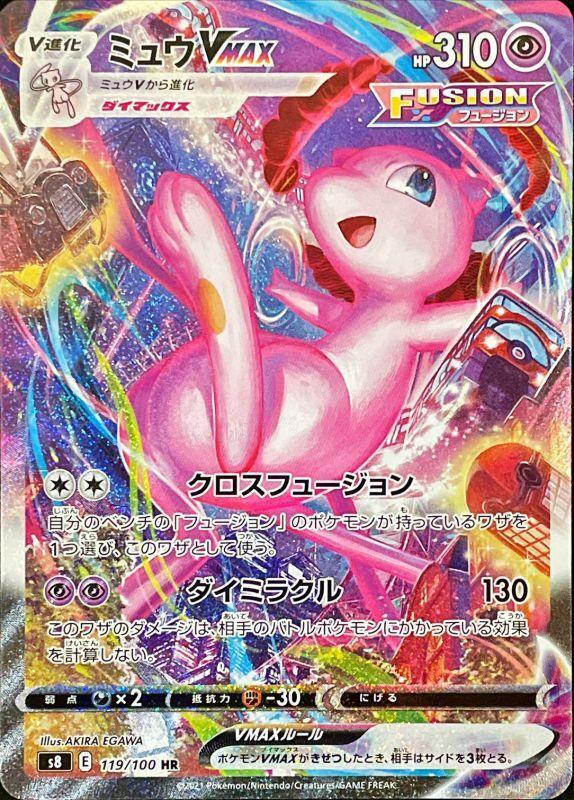 V進化
ミュウVMAX
HP310
ミュウVから進化
ダイマックス
FUSION
フュージョン
クロスフュージョン
自分のベンチの「フュージョン」のポケモンが持っているワザを
1つ選び、このワザとして使う。
ダイミラクル 130
このワザのダメージは、相手のバトルポケモンにかかっている効果
を計算しない。
弱点 ×2 抵抗力 -30 にげる
Illus.AKIRA EGAWA
VMAXルール
s8 E 119/100 HR
ポケモンVMAXがきぜつしたとき、相手はサイドを3枚とる。
©2021 Pokémon/Nintendo/Creatures/GAME FREAK.